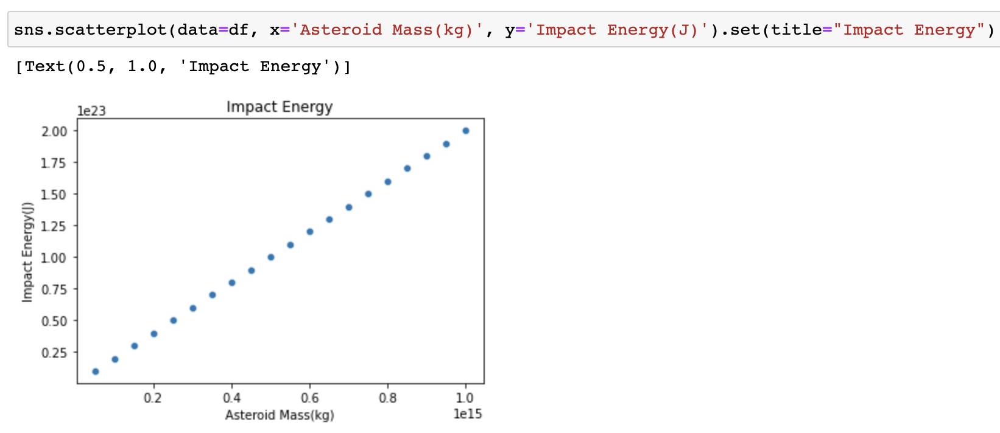 sns.scatterplot(data=df, x='Asteroid Mass(kg)', y='Impact Energy(J)').set(title="Impact Energy")
[Text(0.5, 1.0, 'Impact Energy')]
Impact Energy
1e23
2.00
1.75
1.50
1.25
1.00
0.75
0.50
0.25
Impact Energy(J)
0.2 0.4 0.6 0.8 1.0
Asteroid Mass(kg) 1e15